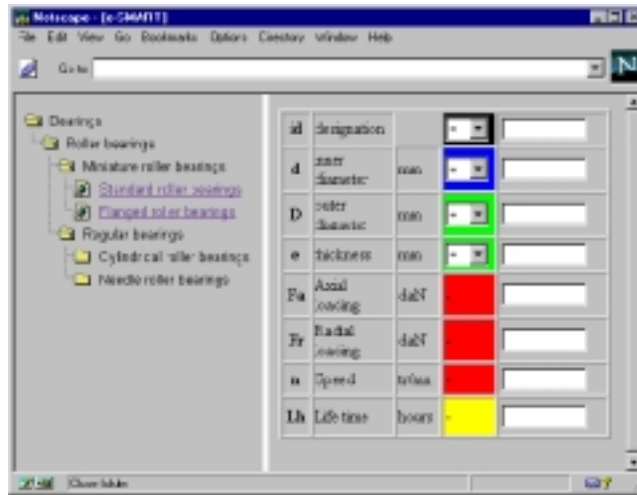 Netscape - [e-SMART]
File Edit View Go Bookmarks Options Directory Window Help
Go to
N
Bearings
Roller bearings
Miniature roller bearings
Standard roller bearings
Flanged roller bearings
Regular bearings
Cylindrical roller bearings
Needle roller bearings
id designation -
d inner diameter mm -
D outer diameter mm -
e thickness mm -
Fa Axial loading daN -
Fr Radial loading daN -
n Speed -
Lh Life time hours -